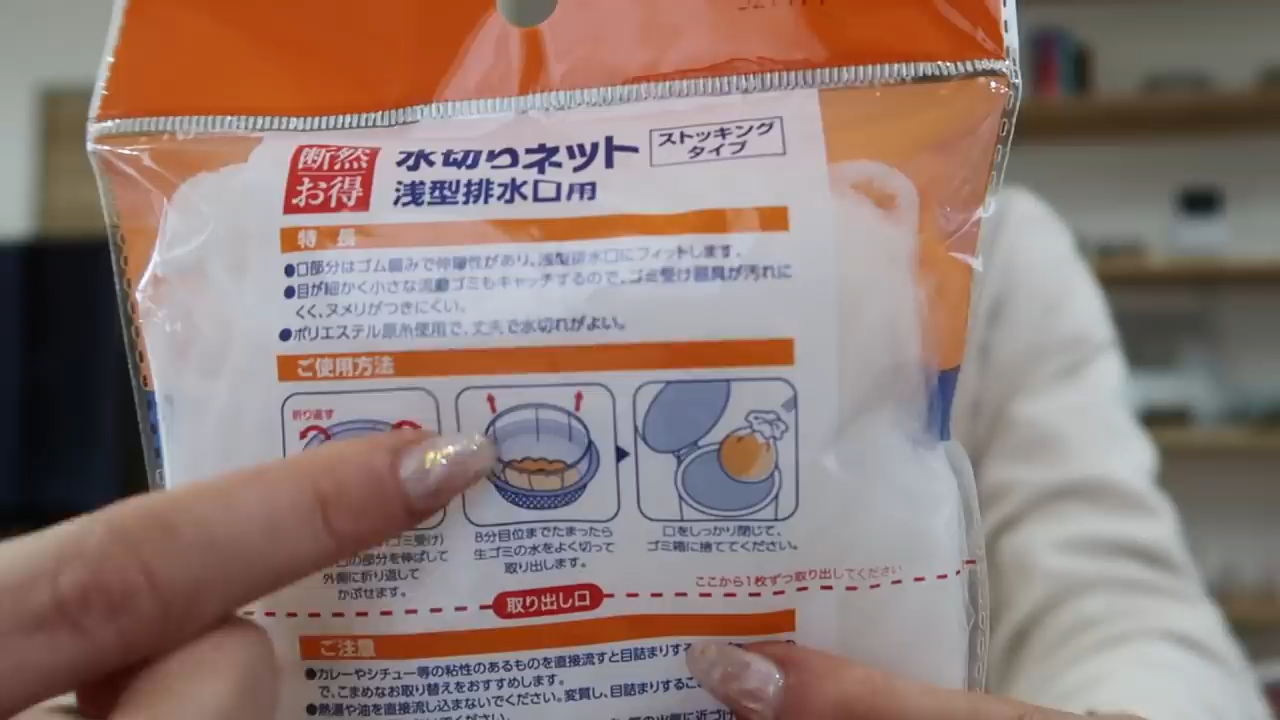 断然
お得
水切りネット
ストッキング
タイプ
浅型排水口用
特長
●口部分はゴム編みで伸縮性があり、浅型排水口にフィットします。
●目が細かく小さな流動ゴミもキャッチするので、ゴミ受け器具が汚れに
くく、ヌメリがつきにくい。
●ポリエステル原糸使用で、丈夫で水切れがよい。
ご使用方法
折り返す
ゴミ受け)
の部分を伸ばして
外側に折り返して
かぶせます。
8分目位までたまったら
生ゴミの水をよく切って
取り出します。
口をしっかり閉じて、
ゴミ箱に捨ててください。
ここから1枚ずつ取り出してください
取り出し口
ご注意
●カレーやシチュー等の粘性のあるものを直接流すと目詰まりする
で、こまめなお取り替えをおすすめします。
●熱湯や油を直接流し込まないでください。変質し、目詰まりするこ